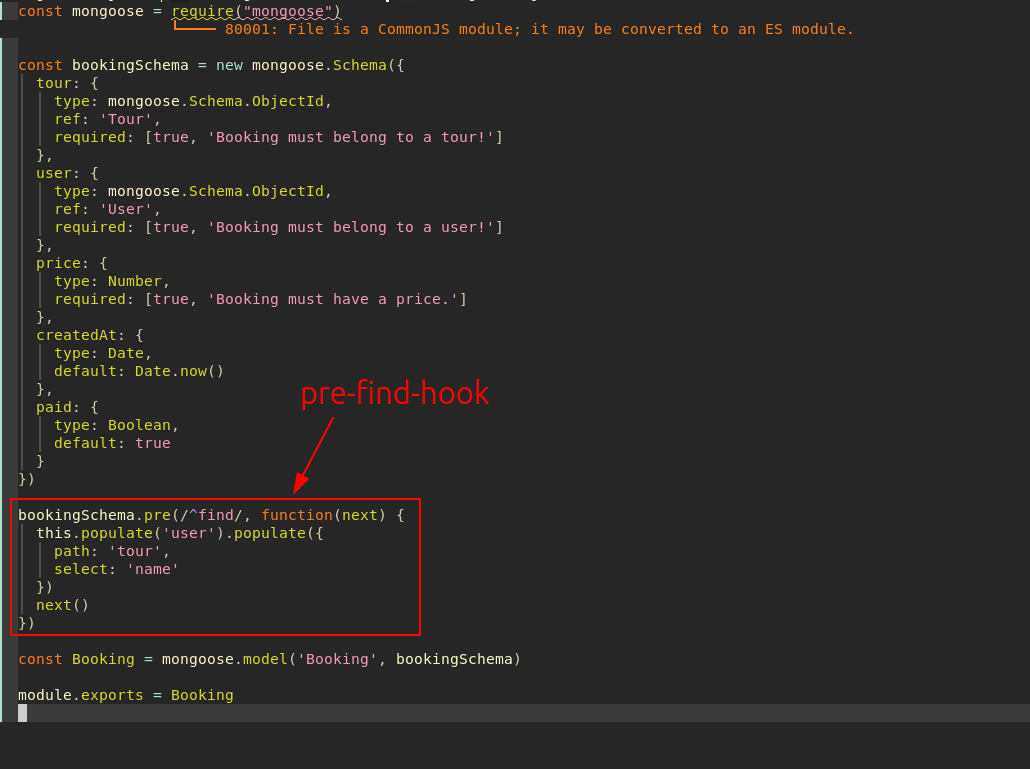 const mongoose = require("mongoose")
80001: File is a CommonJS module; it may be converted to an ES module.
const bookingSchema = new mongoose.Schema({
  tour: {
    type: mongoose.Schema.ObjectId,
    ref: 'Tour',
    required: [true, 'Booking must belong to a tour!']
  },
  user: {
    type: mongoose.Schema.ObjectId,
    ref: 'User',
    required: [true, 'Booking must belong to a user!']
  },
  price: {
    type: Number,
    required: [true, 'Booking must have a price.']
  },
  createdAt: {
    type: Date,
    default: Date.now()
  },
pre-find-hook
  paid: {
    type: Boolean,
    default: true
  }
})
bookingSchema.pre(/^find/, function(next) {
  this.populate('user').populate({
    path: 'tour',
    select: 'name'
  })
  next()
})
const Booking = mongoose.model('Booking', bookingSchema)
module.exports = Booking